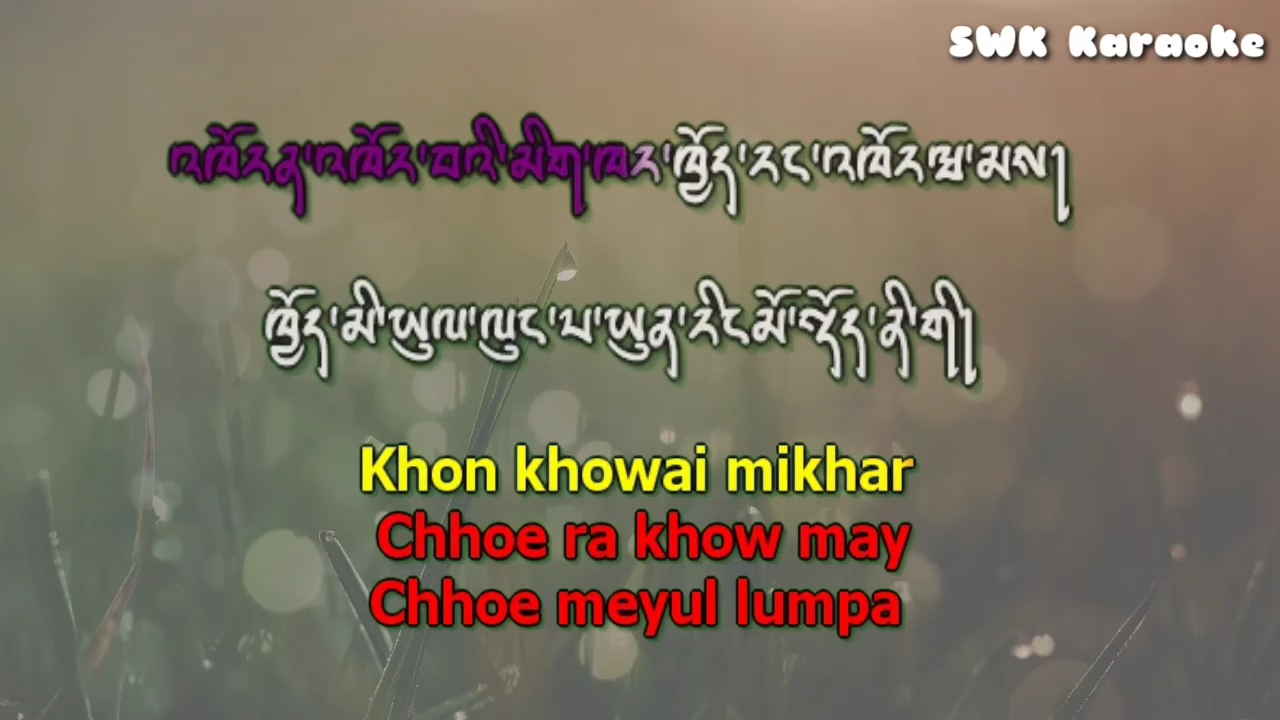 SWK Karaoke
འཁོརན་འཁོར་བའི་མིག་ཁར་ཁྱོད་རང་འཁོརཝ་མས།
ཁྱོད་མི་ཡུལ་ལུང་པ་ཡུན་རིང་མོ་སྡོད་ནི་གི།
Khon khowai mikhar
Chhoe ra khow may
Chhoe meyul lumpa